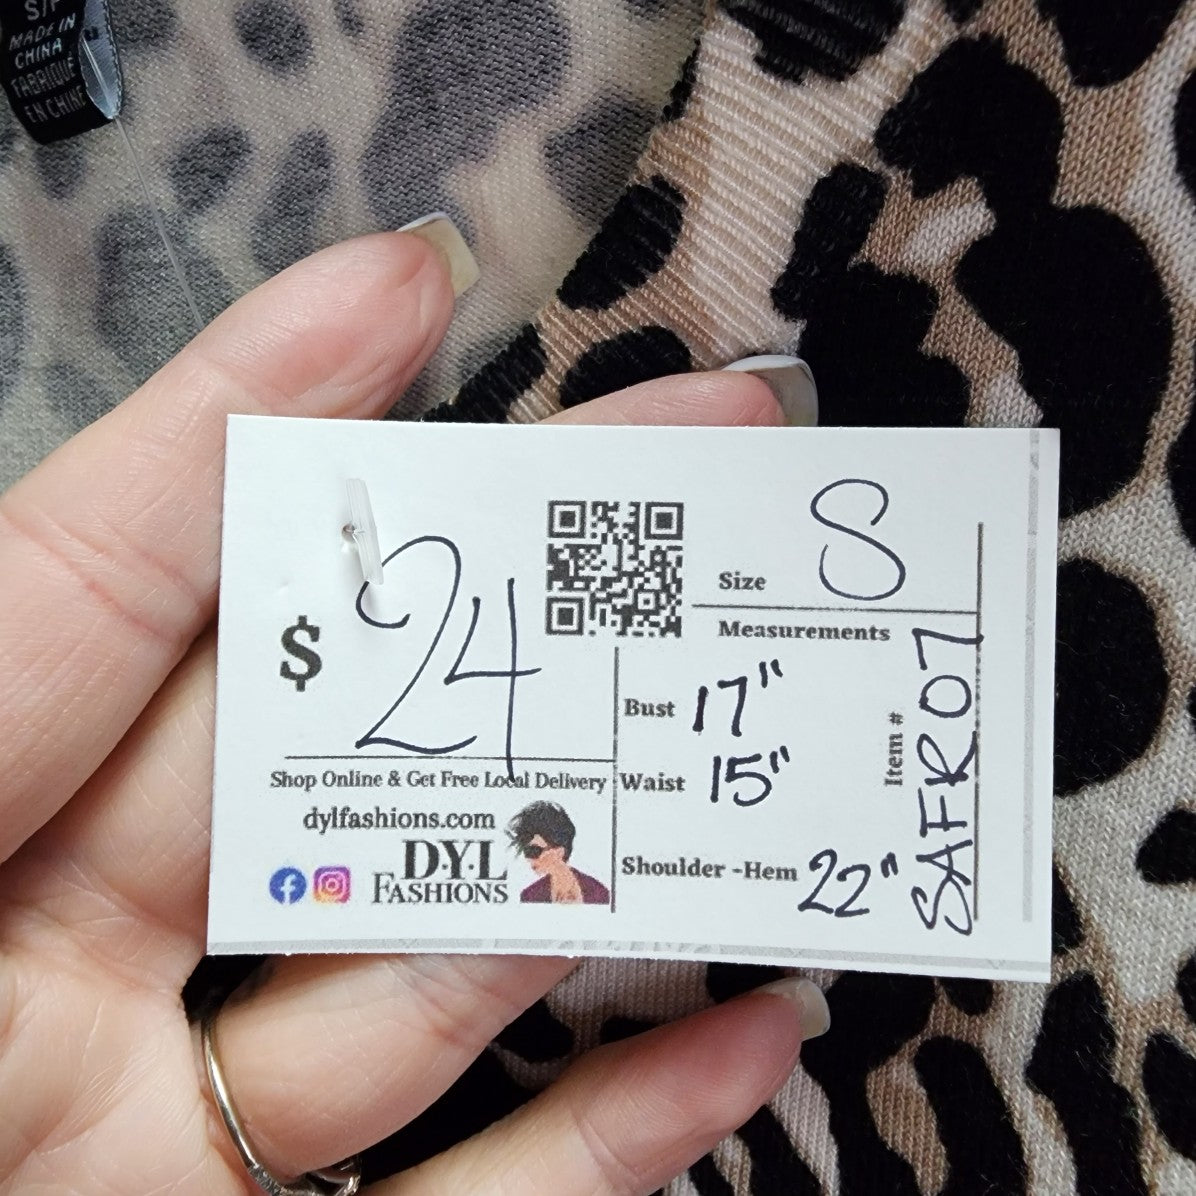 S/P
MADE IN
CHINA
FABRIQUÉ
EN CHINE
$ 24
Shop Online & Get Free Local Delivery
dylfashions.com
D·Y·L
FASHIONS
Size S
Measurements
Bust 17"
Waist 15"
Shoulder -Hem 22"
Item # SAFR07